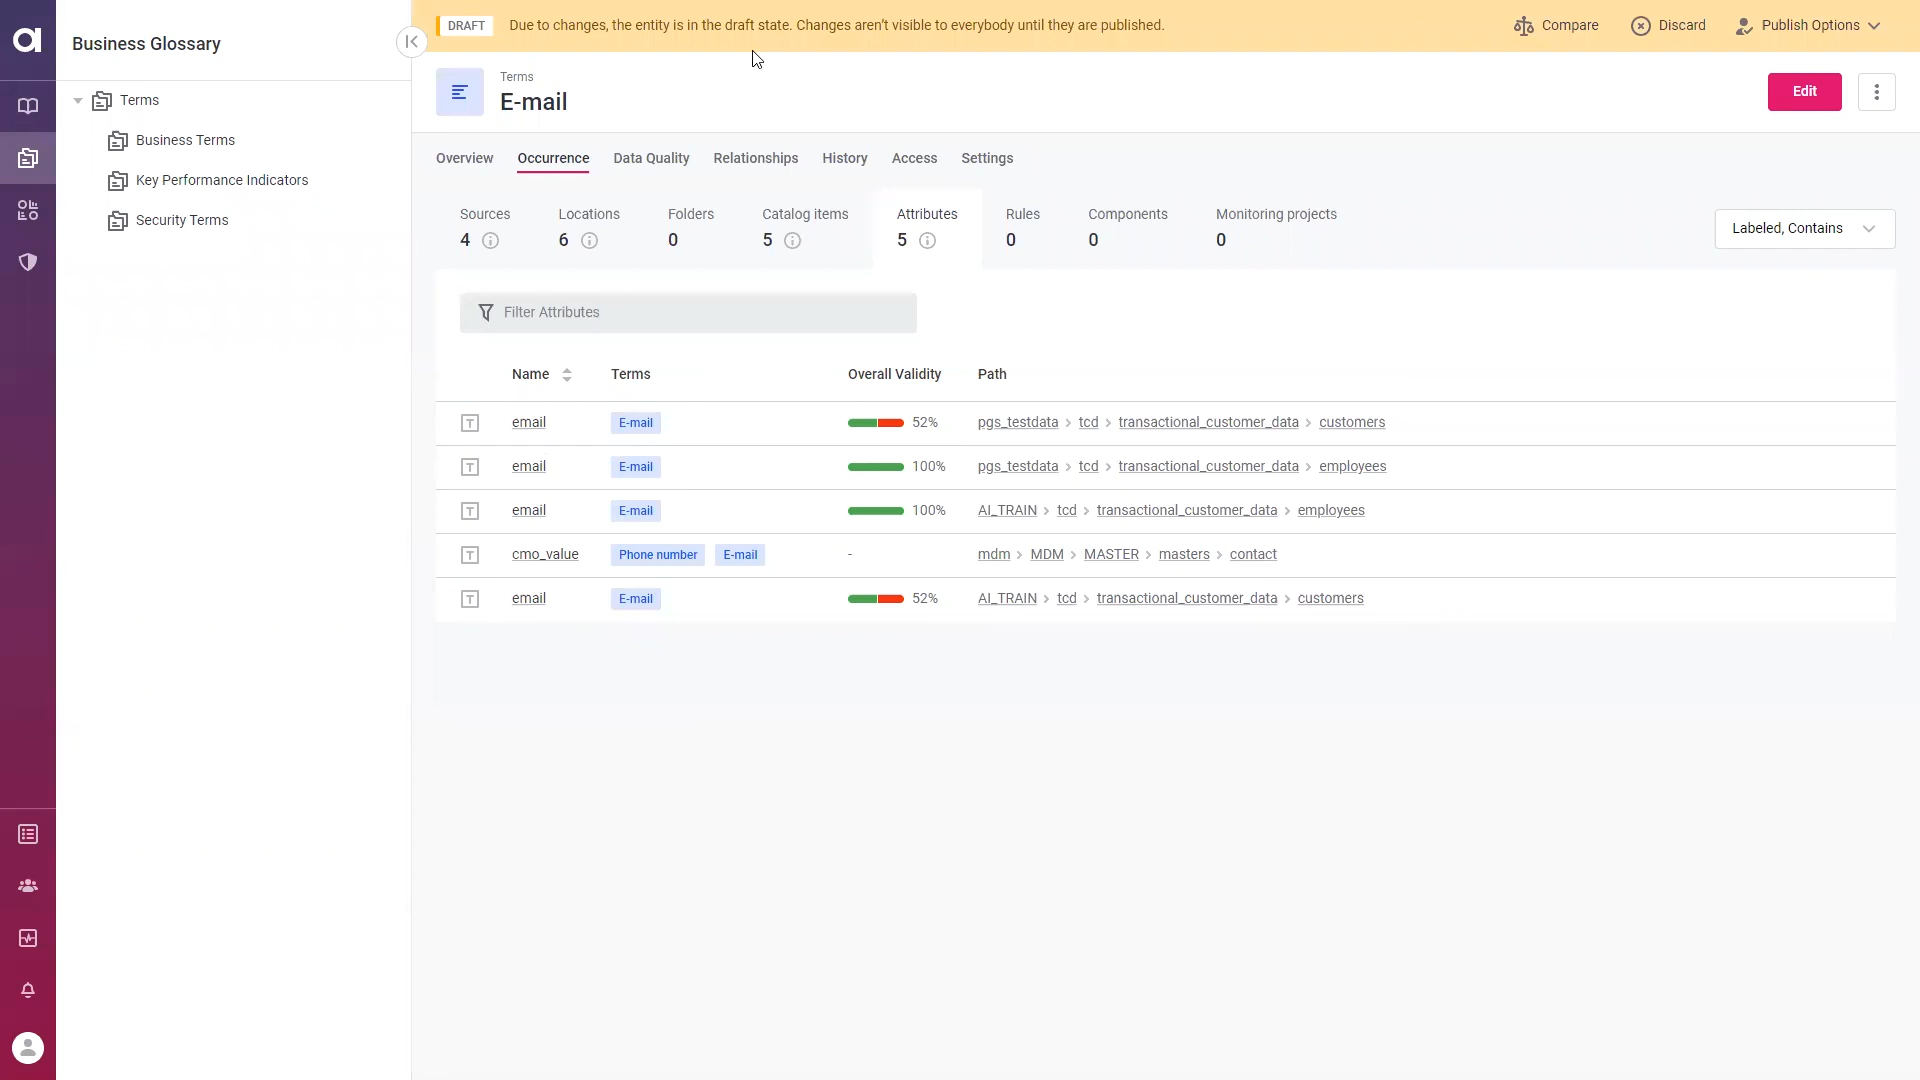 Business Glossary
Terms
Business Terms
Key Performance Indicators
Security Terms
DRAFT Due to changes, the entity is in the draft state. Changes aren't visible to everybody until they are published. Compare Discard Publish Options
Terms
E-mail
Edit
Overview Occurrence Data Quality Relationships History Access Settings
Sources Locations Folders Catalog items Attributes Rules Components Monitoring projects
4 6 0 5 5 0 0 0
Labeled, Contains
Filter Attributes
Name Terms Overall Validity Path
email E-mail 52% pgs_testdata > tcd > transactional_customer_data > customers
email E-mail 100% pgs_testdata > tcd > transactional_customer_data > employees
email E-mail 100% AI_TRAIN > tcd > transactional_customer_data > employees
cmo_value Phone number E-mail - mdm > MDM > MASTER > masters > contact
email E-mail 52% AI_TRAIN > tcd > transactional_customer_data > customers